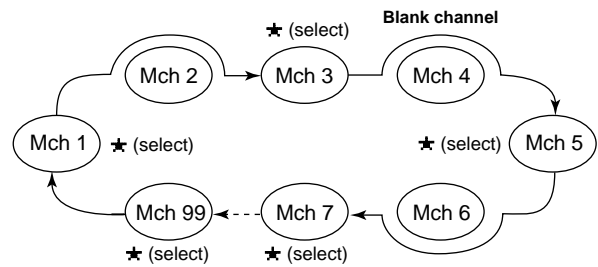 Blank channel
★ (select)
Mch 2
Mch 3
Mch 4
Mch 1
★ (select)
★ (select)
Mch 5
Mch 99
Mch 7
Mch 6
★ (select)
★ (select)